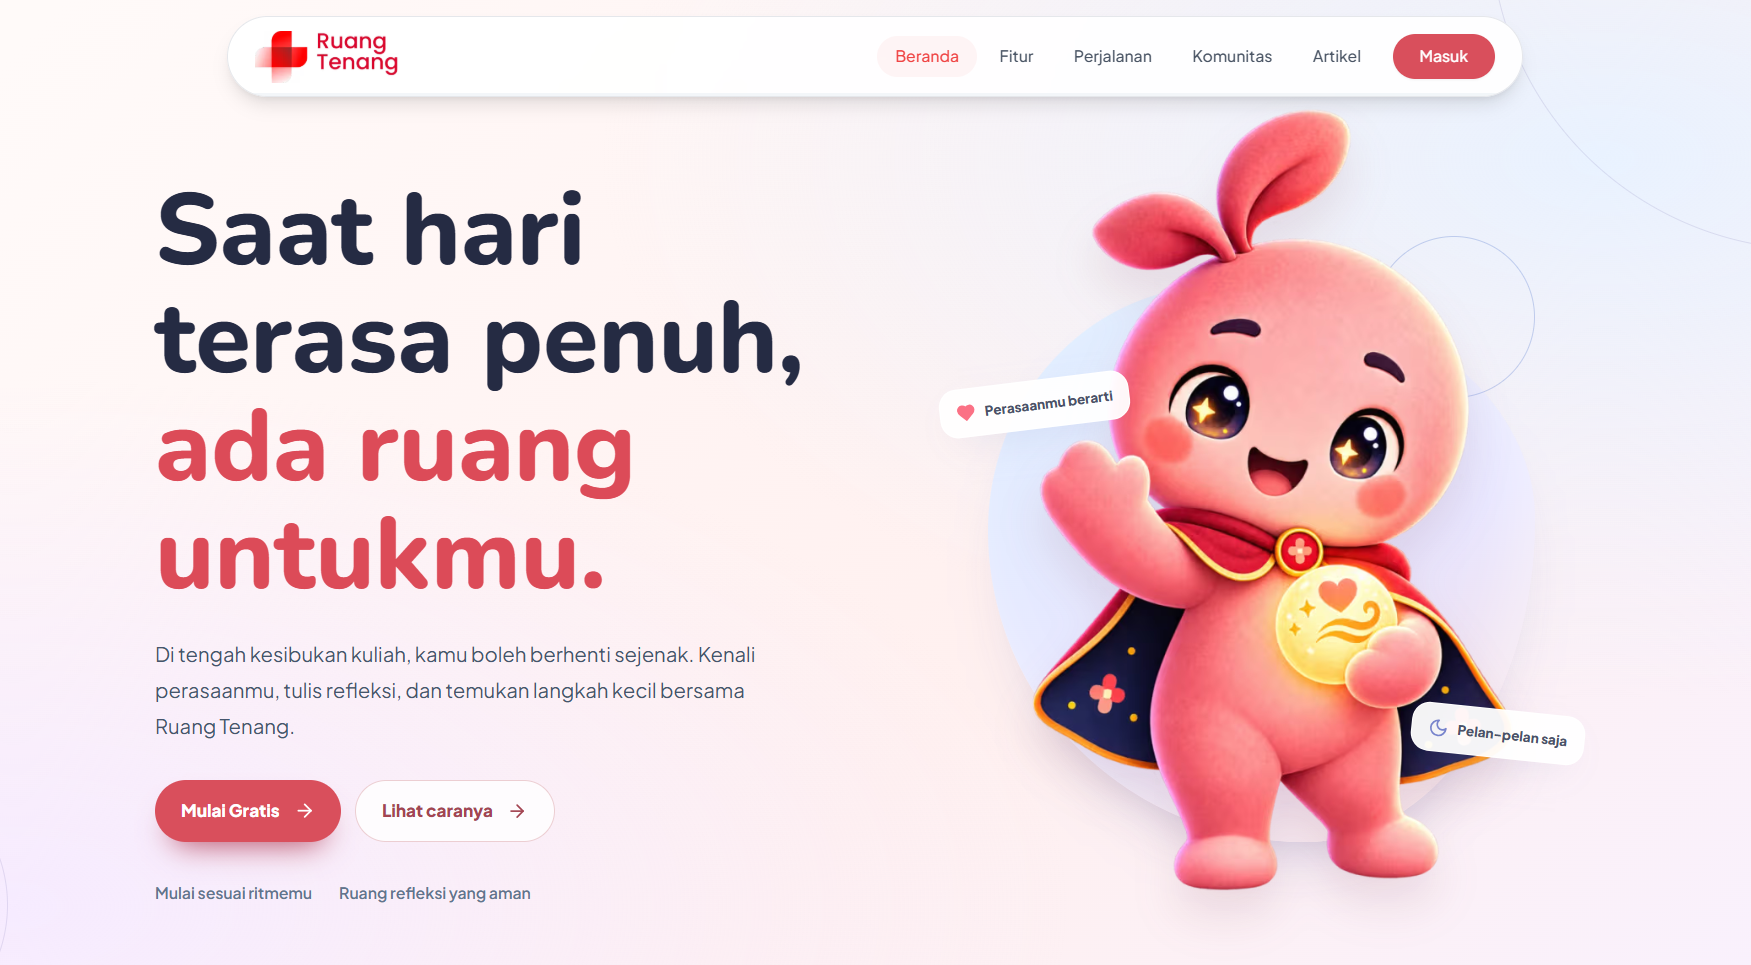 Ruang
Tenang
Beranda
Fitur
Perjalanan
Komunitas
Artikel
Masuk
Saat hari
terasa penuh,
ada ruang
untukmu.
Perasaanmu berarti
Di tengah kesibukan kuliah, kamu boleh berhenti sejenak. Kenali
perasaanmu, tulis refleksi, dan temukan langkah kecil bersama
Ruang Tenang.
Pelan-pelan saja
Mulai Gratis
Lihat caranya
Mulai sesuai ritmemu
Ruang refleksi yang aman